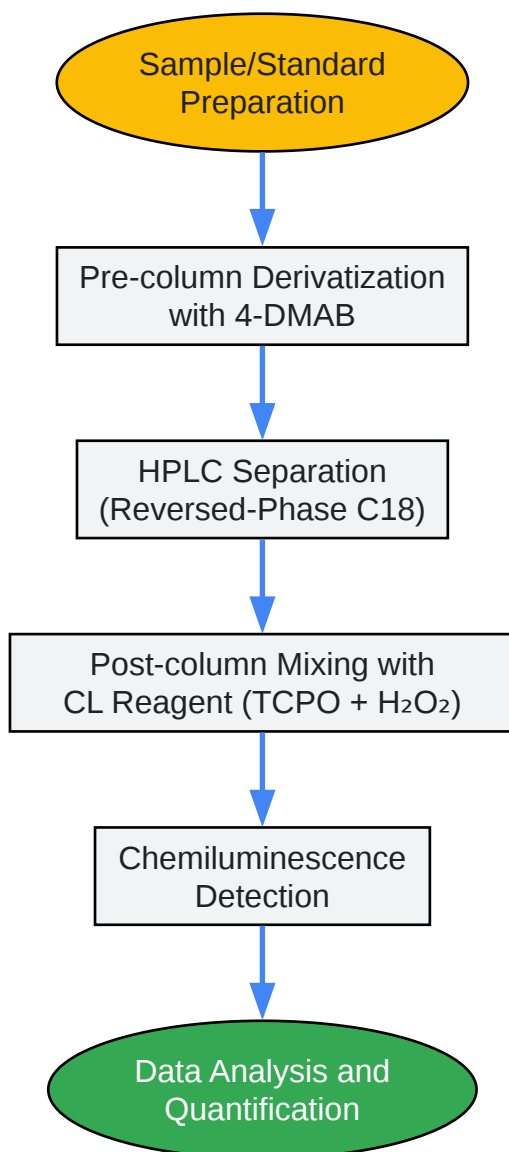 Sample/Standard
Preparation
Pre-column Derivatization
with 4-DMAB
HPLC Separation
(Reversed-Phase C18)
Post-column Mixing with
CL Reagent (TCPO + H₂O₂)
Chemiluminescence
Detection
Data Analysis and
Quantification